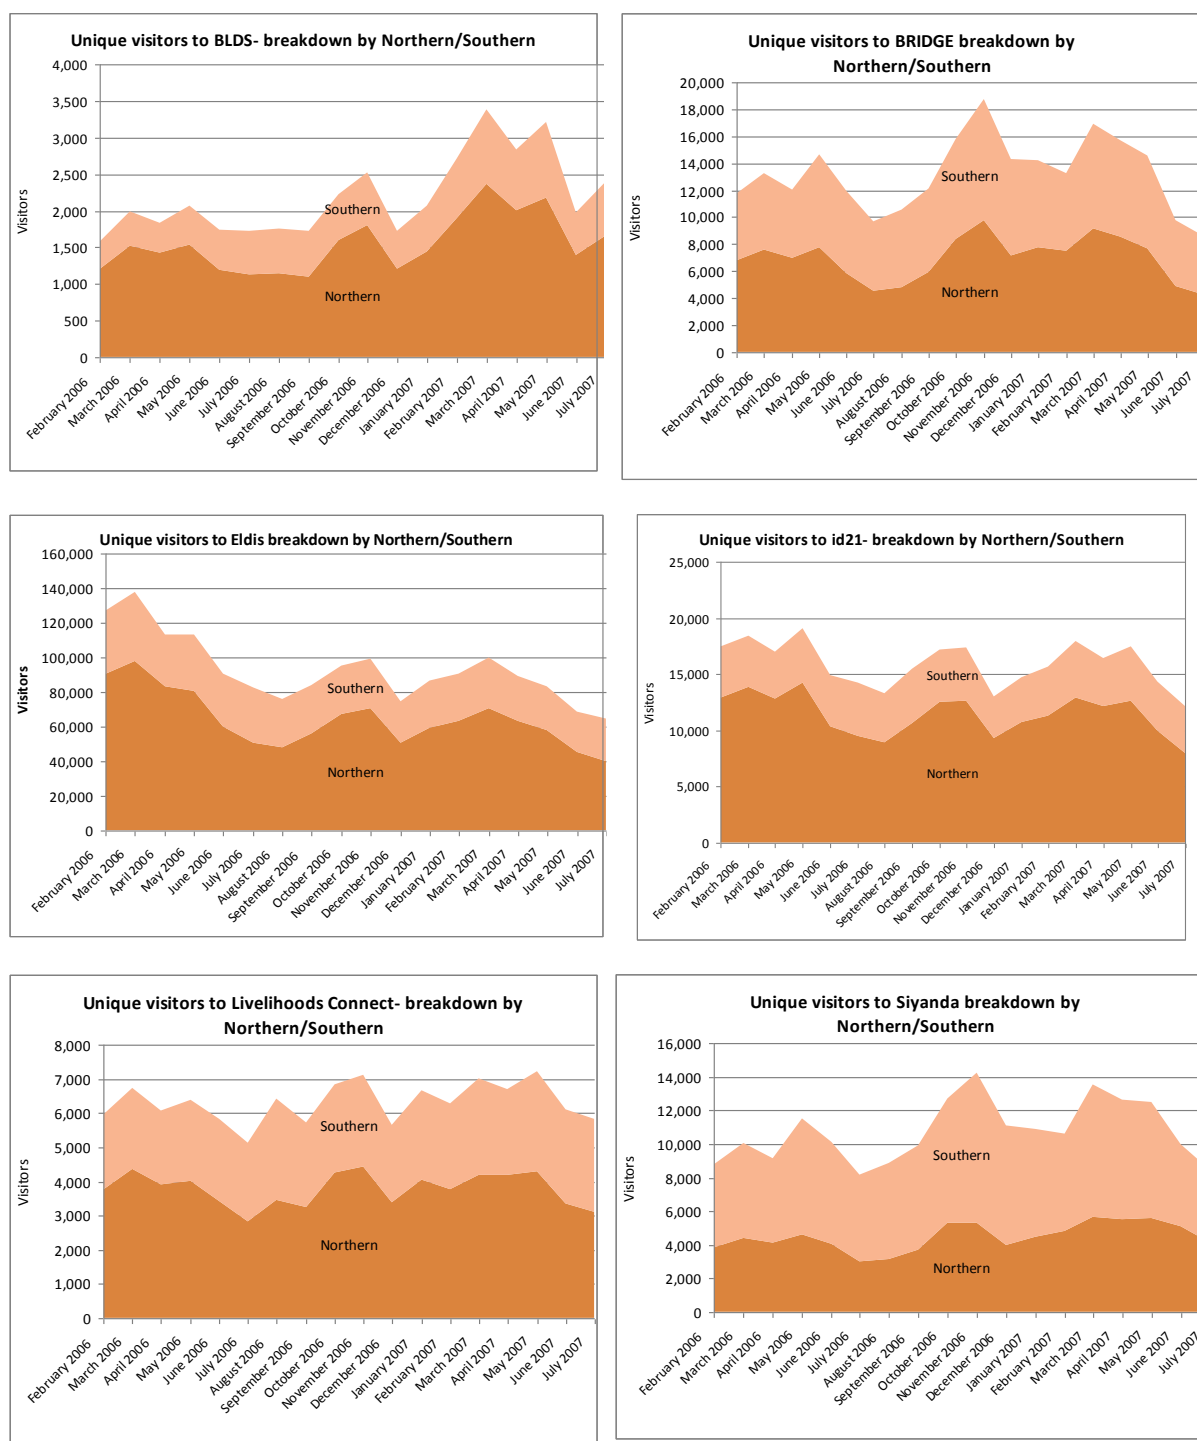 Unique visitors to BLDS- breakdown by Northern/Southern
4,000
3,500
3,000
2,500
2,000
1,500
1,000
500
0
Visitors
Southern
Northern
February 2006
March 2006
April 2006
May 2006
June 2006
July 2006
August 2006
September 2006
October 2006
November 2006
December 2006
January 2007
February 2007
March 2007
April 2007
May 2007
June 2007
July 2007
Unique visitors to BRIDGE breakdown by
Northern/Southern
20,000
18,000
16,000
14,000
12,000
10,000
8,000
6,000
4,000
2,000
0
Visitors
Southern
Northern
February 2006
March 2006
April 2006
May 2006
June 2006
July 2006
August 2006
September 2006
October 2006
November 2006
December 2006
January 2007
February 2007
March 2007
April 2007
May 2007
June 2007
July 2007
Unique visitors to Eldis breakdown by Northern/Southern
160,000
140,000
120,000
100,000
80,000
60,000
40,000
20,000
0
Visitors
Southern
Northern
February 2006
March 2006
April 2006
May 2006
June 2006
July 2006
August 2006
September 2006
October 2006
November 2006
December 2006
January 2007
February 2007
March 2007
April 2007
May 2007
June 2007
July 2007
Unique visitors to id21- breakdown by Northern/Southern
25,000
20,000
15,000
10,000
5,000
0
Visitors
Southern
Northern
February 2006
March 2006
April 2006
May 2006
June 2006
July 2006
August 2006
September 2006
October 2006
November 2006
December 2006
January 2007
February 2007
March 2007
April 2007
May 2007
June 2007
July 2007
Unique visitors to Livelihoods Connect- breakdown by
Northern/Southern
8,000
7,000
6,000
5,000
4,000
3,000
2,000
1,000
0
Visitors
Southern
Northern
February 2006
March 2006
April 2006
May 2006
June 2006
July 2006
August 2006
September 2006
October 2006
November 2006
December 2006
January 2007
February 2007
March 2007
April 2007
May 2007
June 2007
July 2007
Unique visitors to Siyanda breakdown by
Northern/Southern
16,000
14,000
12,000
10,000
8,000
6,000
4,000
2,000
0
Visitors
Southern
Northern
February 2006
March 2006
April 2006
May 2006
June 2006
July 2006
August 2006
September 2006
October 2006
November 2006
December 2006
January 2007
February 2007
March 2007
April 2007
May 2007
June 2007
July 2007